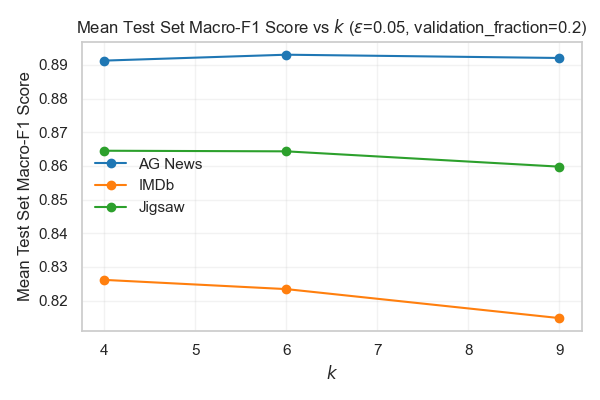 Mean Test Set Macro-F1 Score vs k (ε=0.05, validation_fraction=0.2)
Mean Test Set Macro-F1 Score
0.89
0.88
0.87
0.86
0.85
0.84
0.83
0.82
AG News
IMDb
Jigsaw
4 5 6 7 8 9
k